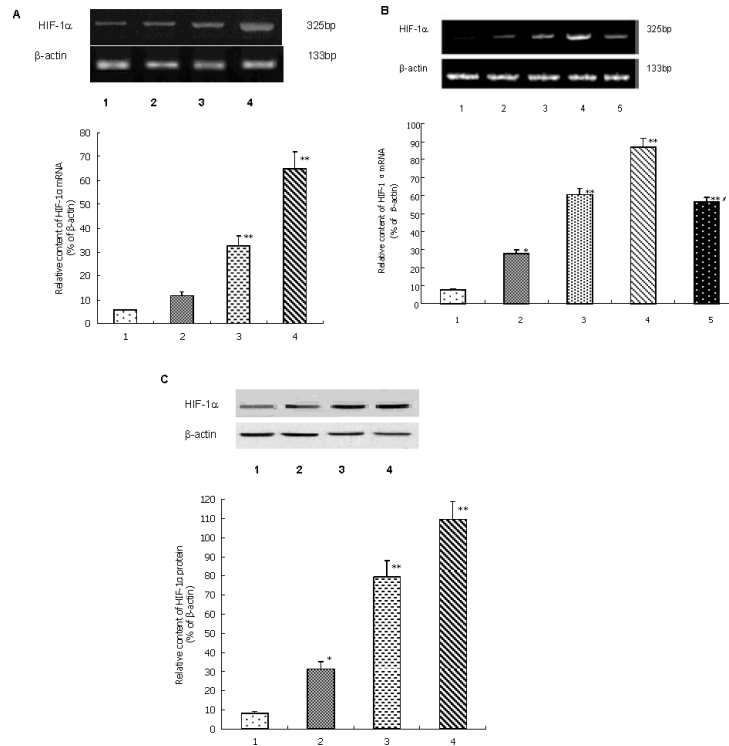 A
HIF-1α 325bp
β-actin 133bp
1 2 3 4
Relative content of HIF-1α mRNA
(% of β-actin)
80
70
60
50
40
30
20
10
0
**
**
1 2 3 4
B
HIF-1α 325bp
β-actin 133bp
1 2 3 4 5
Relative content of HIF-1 α mRNA
(% of β-actin)
100
90
80
70
60
50
40
30
20
10
0
*
**
**
**
1 2 3 4 5
C
HIF-1α
β-actin
1 2 3 4
Relative content of HIF-1α protein
(% of β-actin)
120
110
100
90
80
70
60
50
40
30
20
10
0
*
**
**
1 2 3 4